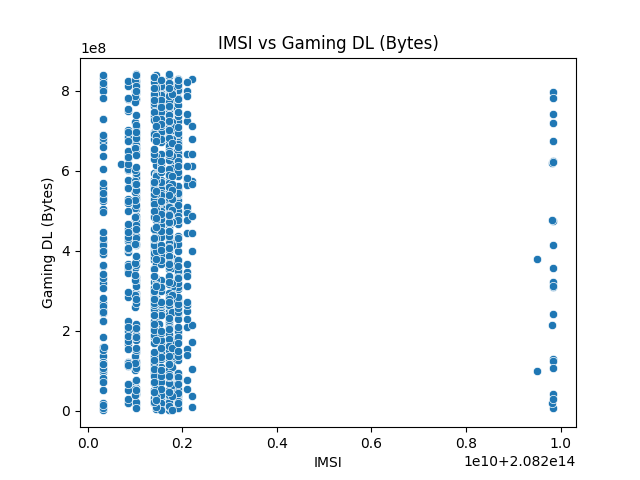 IMSI vs Gaming DL (Bytes)
1e8
8
6
4
2
0
Gaming DL (Bytes)
0.0 0.2 0.4 0.6 0.8 1.0
IMSI
1e10+2.082e14